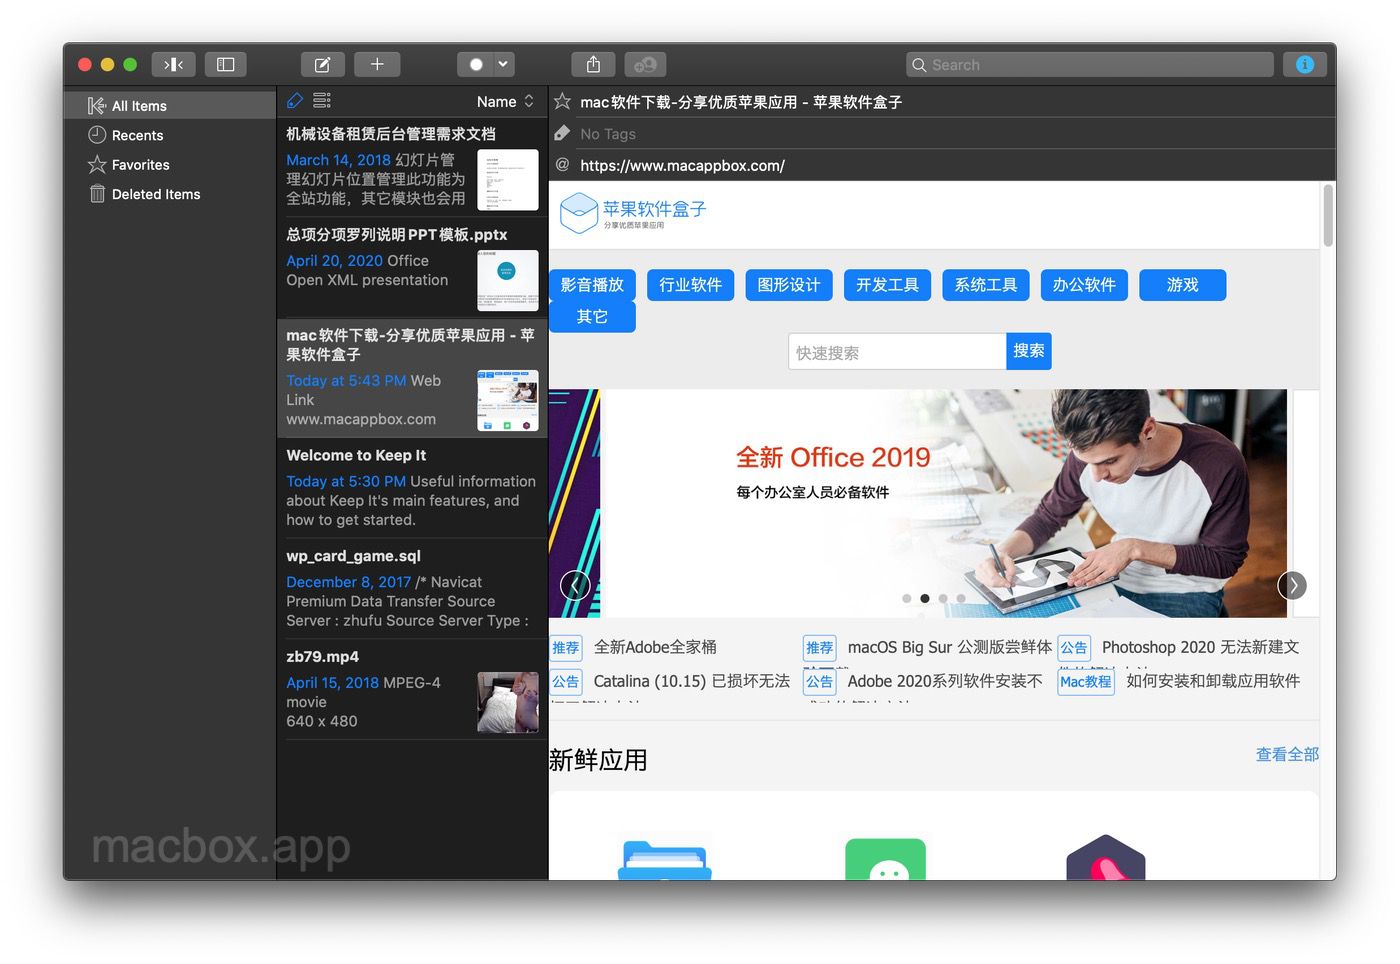 Search
All Items
Recents
Favorites
Deleted Items
Name
机械设备租赁后台管理需求文档
March 14, 2018 幻灯片管
理幻灯片位置管理此功能为
全站功能，其它模块也会用
总项分项罗列说明PPT模板.pptx
April 20, 2020 Office
Open XML presentation
mac软件下载-分享优质苹果应用 - 苹
果软件盒子
Today at 5:43 PM Web
Link
www.macappbox.com
Welcome to Keep It
Today at 5:30 PM Useful information
about Keep It's main features, and
how to get started.
wp_card_game.sql
December 8, 2017 /* Navicat
Premium Data Transfer Source
Server : zhufu Source Server Type :
zb79.mp4
April 15, 2018 MPEG-4
movie
640 x 480
mac软件下载-分享优质苹果应用 - 苹果软件盒子
No Tags
@ https://www.macappbox.com/
苹果软件盒子
分享优质苹果应用
影音播放 行业软件 图形设计 开发工具 系统工具 办公软件 游戏
其它
快速搜索 搜索
全新 Office 2019
每个办公室人员必备软件
推荐 全新Adobe全家桶 推荐 macOS Big Sur 公测版尝鲜体 公告 Photoshop 2020 无法新建文
公告 Catalina (10.15) 已损坏无法 公告 Adobe 2020系列软件安装不 Mac教程 如何安装和卸载应用软件
新鲜应用 查看全部
macbox.app